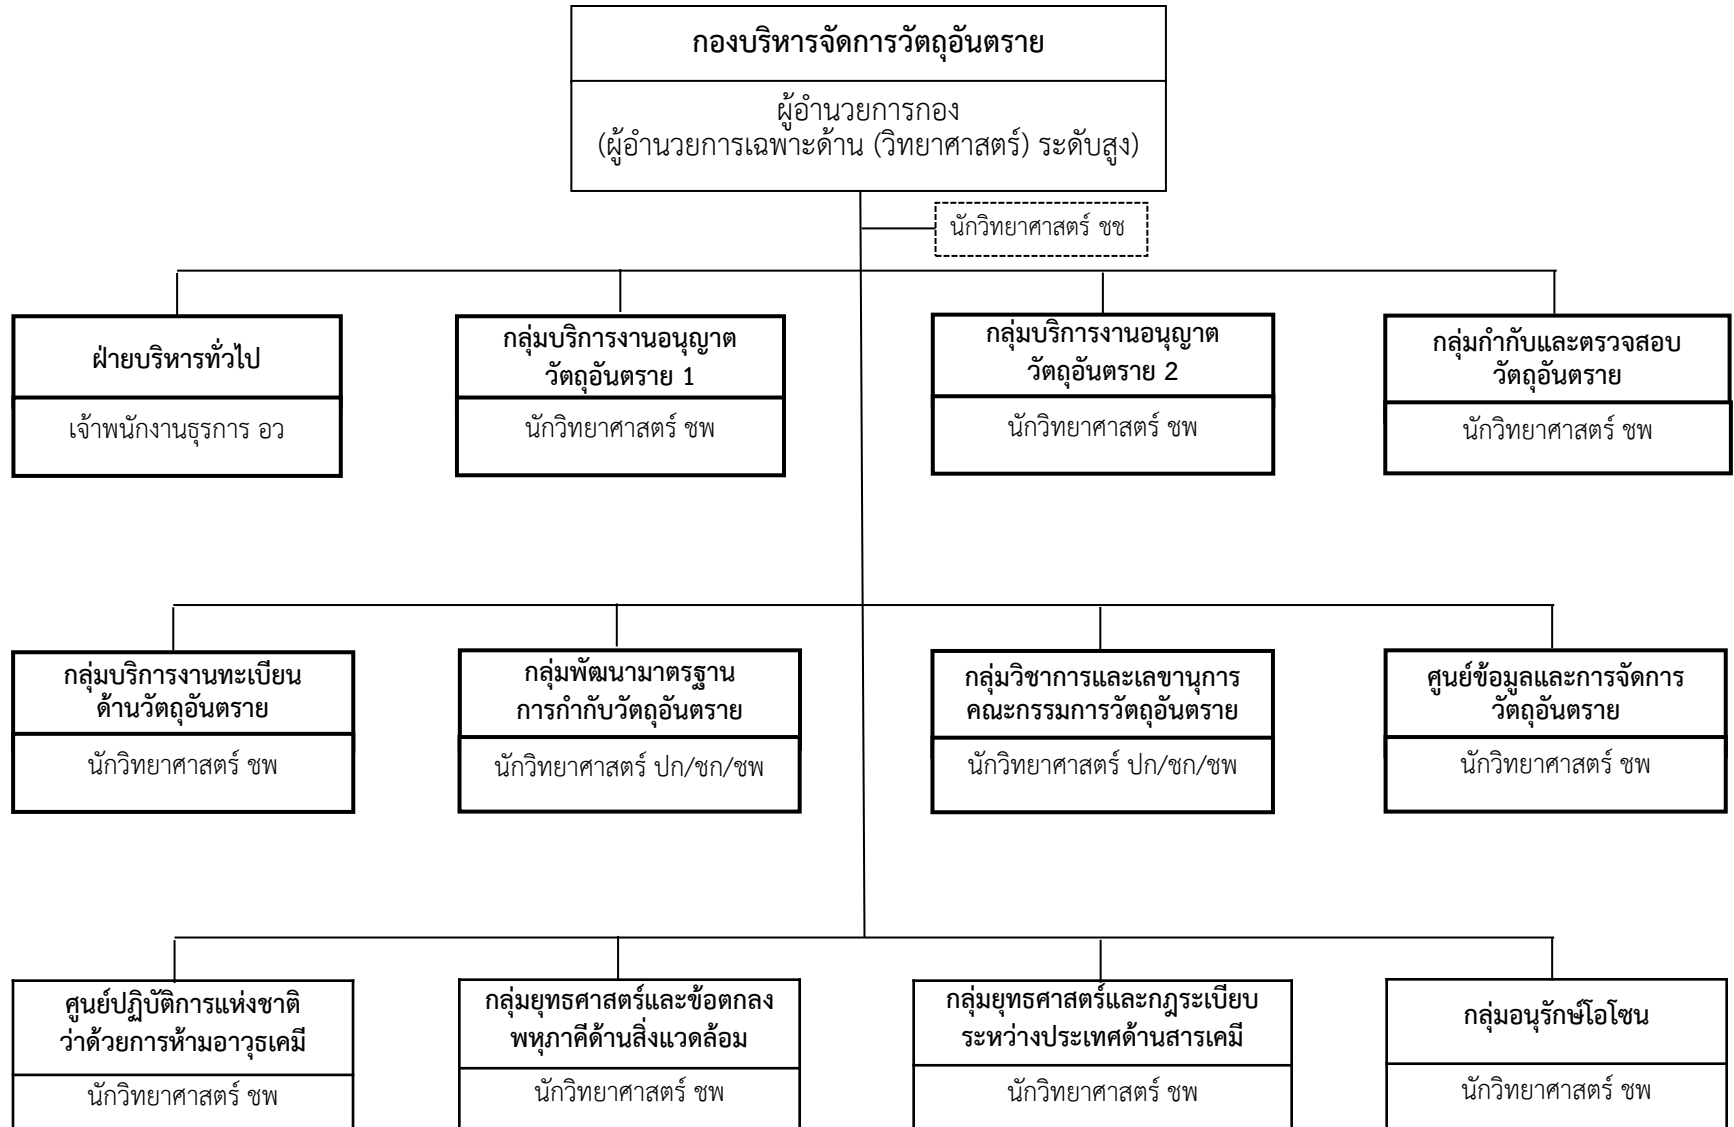 กองบริหารจัดการวัตถุอันตราย
ผู้อำนวยการกอง
(ผู้อำนวยการเฉพาะด้าน (วิทยาศาสตร์) ระดับสูง)
นักวิทยาศาสตร์ ชช
ฝ่ายบริหารทั่วไป
เจ้าพนักงานธุรการ อว
กลุ่มบริการงานอนุญาต
วัตถุอันตราย 1
นักวิทยาศาสตร์ ชพ
กลุ่มบริการงานอนุญาต
วัตถุอันตราย 2
นักวิทยาศาสตร์ ชพ
กลุ่มกำกับและตรวจสอบ
วัตถุอันตราย
นักวิทยาศาสตร์ ชพ
กลุ่มบริการงานทะเบียน
ด้านวัตถุอันตราย
นักวิทยาศาสตร์ ชพ
กลุ่มพัฒนามาตรฐาน
การกำกับวัตถุอันตราย
นักวิทยาศาสตร์ ปก/ชก/ชพ
กลุ่มวิชาการและเลขานุการ
คณะกรรมการวัตถุอันตราย
นักวิทยาศาสตร์ ปก/ชก/ชพ
ศูนย์ข้อมูลและการจัดการ
วัตถุอันตราย
นักวิทยาศาสตร์ ชพ
ศูนย์ปฏิบัติการแห่งชาติ
ว่าด้วยการห้ามอาวุธเคมี
นักวิทยาศาสตร์ ชพ
กลุ่มยุทธศาสตร์และข้อตกลง
พหุภาคีด้านสิ่งแวดล้อม
นักวิทยาศาสตร์ ชพ
กลุ่มยุทธศาสตร์และกฎระเบียบ
ระหว่างประเทศด้านสารเคมี
นักวิทยาศาสตร์ ชพ
กลุ่มอนุรักษ์โอโซน
นักวิทยาศาสตร์ ชพ